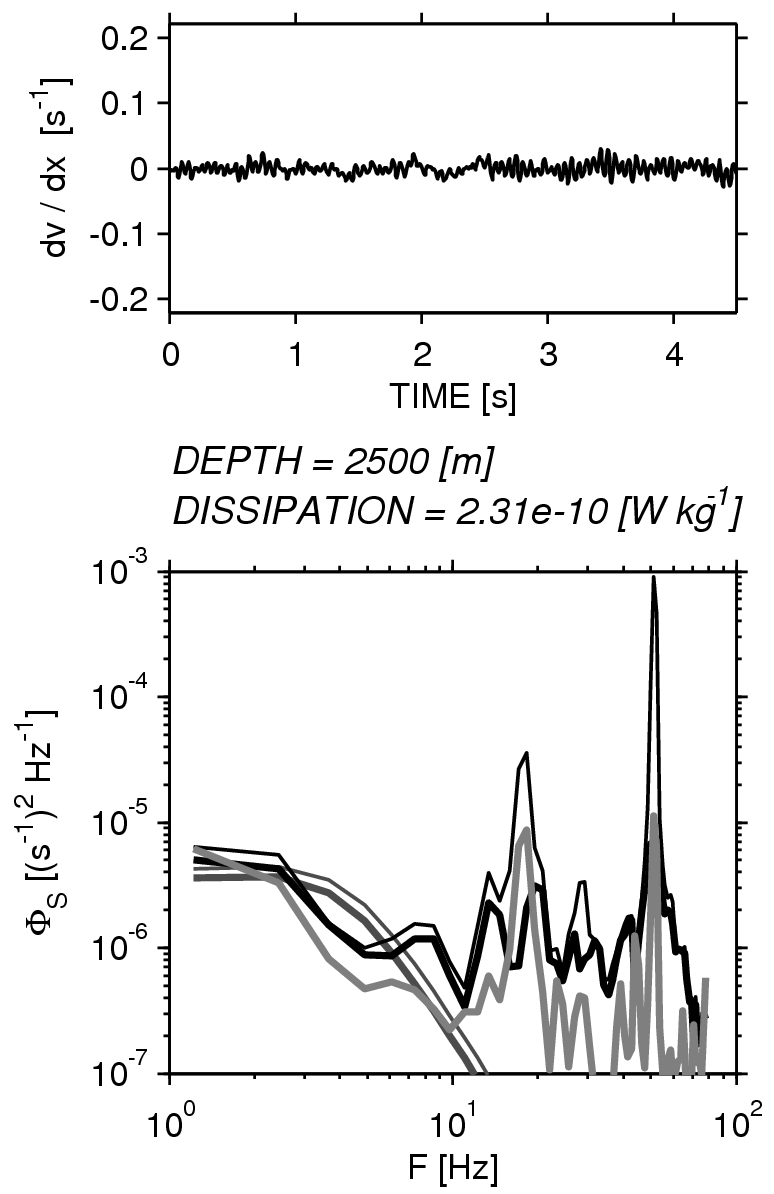 0.2
0.1
0
-0.1
-0.2
dv / dx [s⁻¹]
0 1 2 3 4
TIME [s]
DEPTH = 2500 [m]
DISSIPATION = 2.31e-10 [W kg⁻¹]
10⁻³
10⁻⁴
10⁻⁵
10⁻⁶
10⁻⁷
Φ_S [(s⁻¹)² Hz⁻¹]
10⁰ 10¹ 10²
F [Hz]